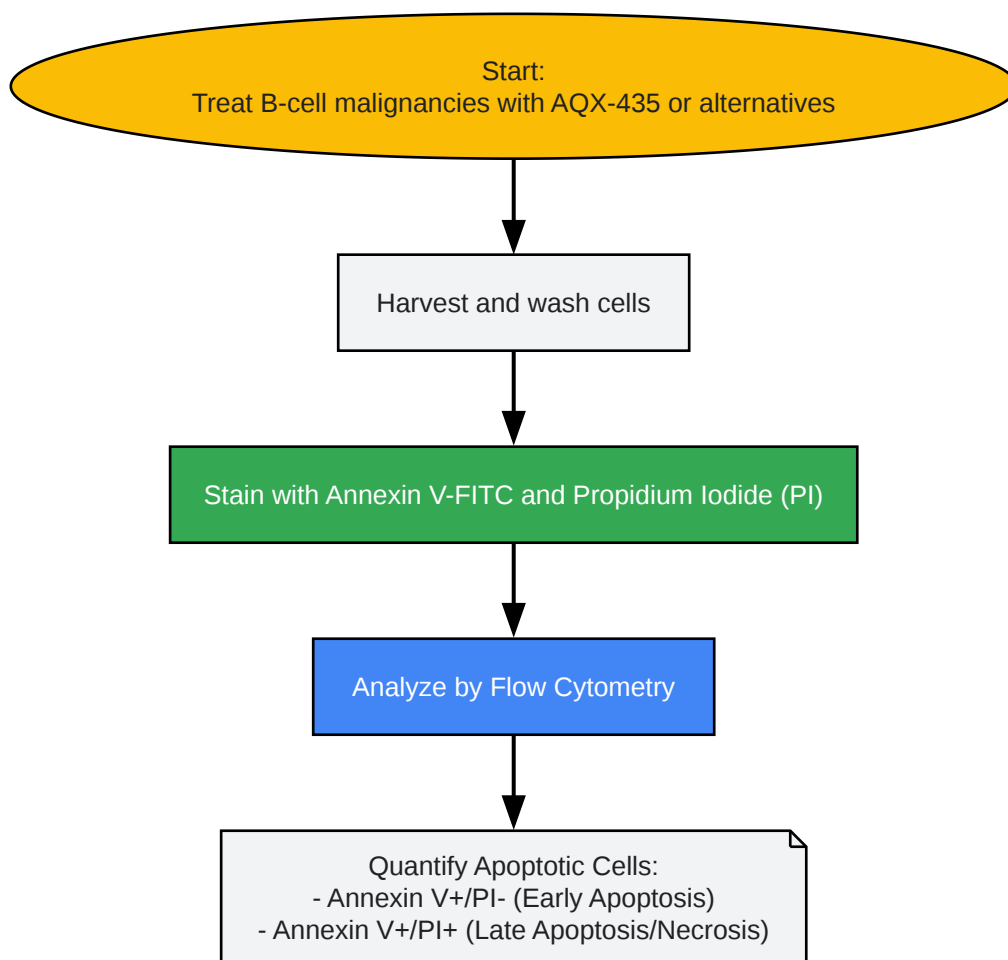 Start:
Treat B-cell malignancies with AQX-435 or alternatives
Harvest and wash cells
Stain with Annexin V-FITC and Propidium Iodide (PI)
Analyze by Flow Cytometry
Quantify Apoptotic Cells:
- Annexin V+/PI- (Early Apoptosis)
- Annexin V+/PI+ (Late Apoptosis/Necrosis)